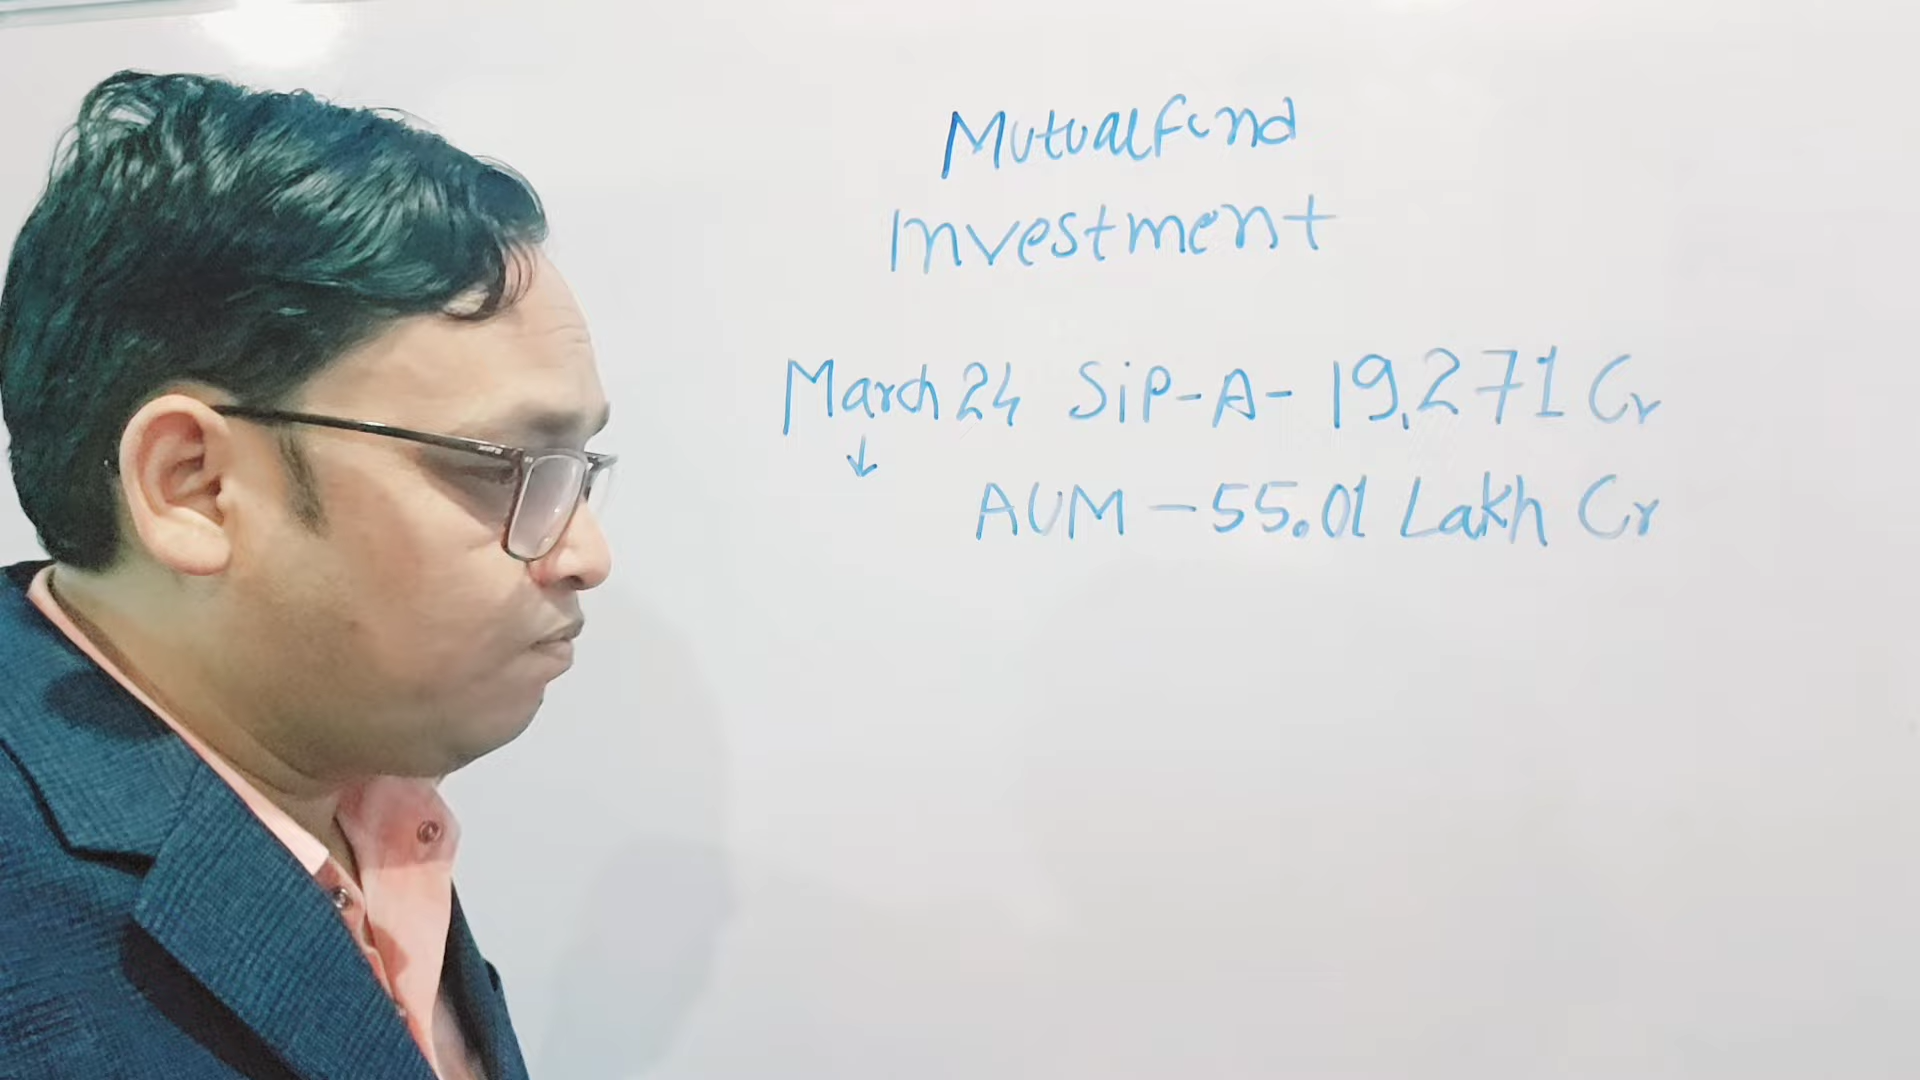 Mutualfund
Investment
March 24 SiP-A- 19,271 Cr
↓
AUM - 55.01 Lakh Cr